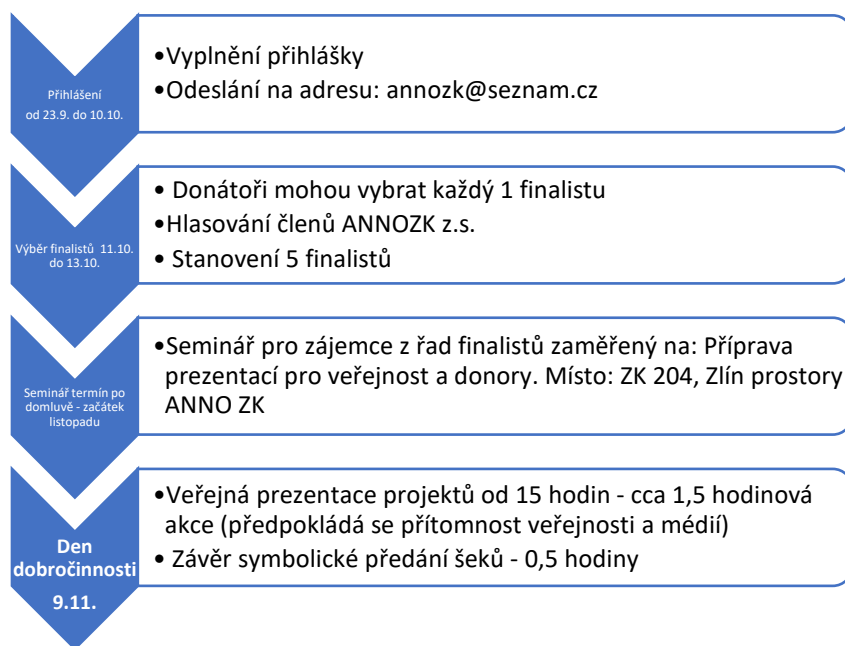 Přihlášení
od 23.9. do 10.10.
•Vyplnění přihlášky
•Odeslání na adresu: annozk@seznam.cz
Výběr finalistů 11.10.
do 13.10.
• Donátoři mohou vybrat každý 1 finalistu
•Hlasování členů ANNOZK z.s.
• Stanovení 5 finalistů
Seminář termín po
domluvě - začátek
listopadu
•Seminář pro zájemce z řad finalistů zaměřený na: Příprava
prezentací pro veřejnost a donory. Místo: ZK 204, Zlín prostory
ANNO ZK
Den
dobročinnosti
9.11.
•Veřejná prezentace projektů od 15 hodin - cca 1,5 hodinová
akce (předpokládá se přítomnost veřejnosti a médií)
• Závěr symbolické předání šeků - 0,5 hodiny